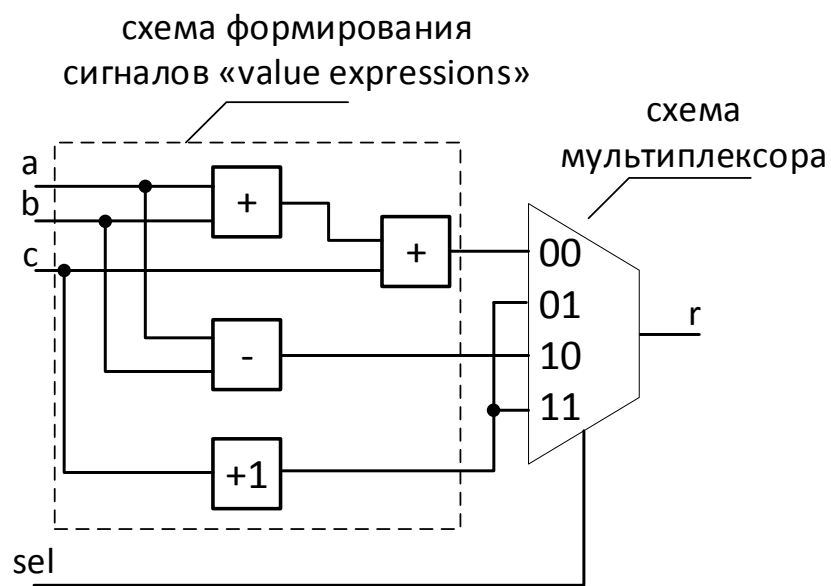 схема формирования
сигналов «value expressions»
схема
мультиплексора
a
b
c
+
+
-
+1
00
01
10
11
r
sel